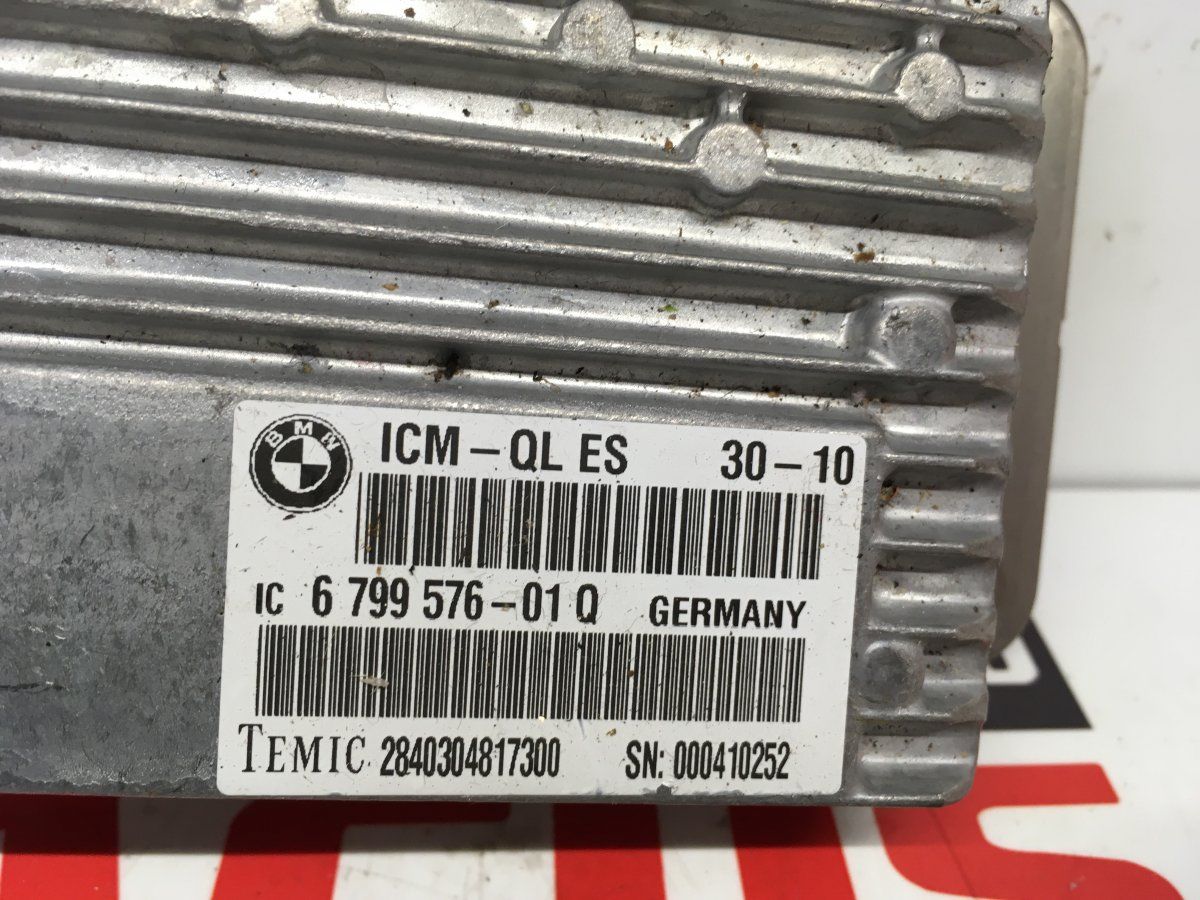 BMW
ICM – QL ES 30 – 10
IC 6 799 576 – 01 Q GERMANY
TEMIC 2840304817300 SN: 000410252